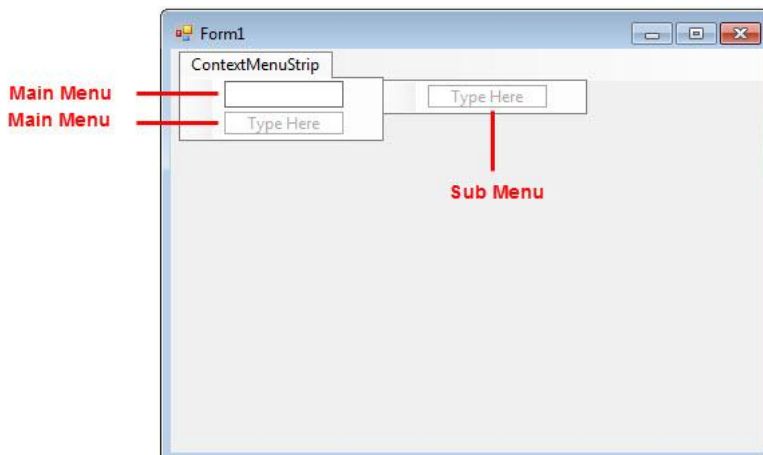 Form1
ContextMenuStrip
Main Menu
Type Here
Main Menu
Type Here
Sub Menu